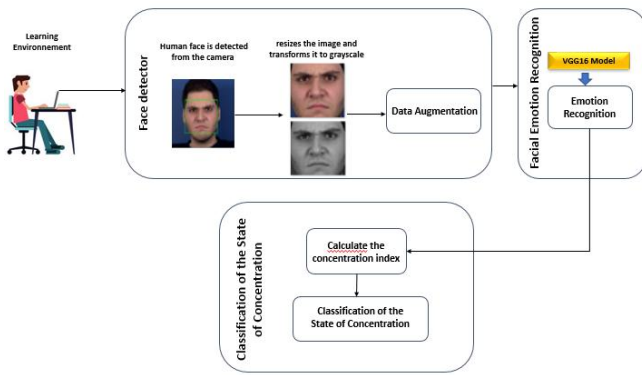 Learning
Environnement
Face detector
Human face is detected
from the camera
resizes the image and
transforms it to grayscale
Data Augmentation
Facial Emotion Recognition
VGG16 Model
Emotion
Recognition
Classification of the State
of Concentration
Calculate the
concentration index
Classification of the
State of Concentration